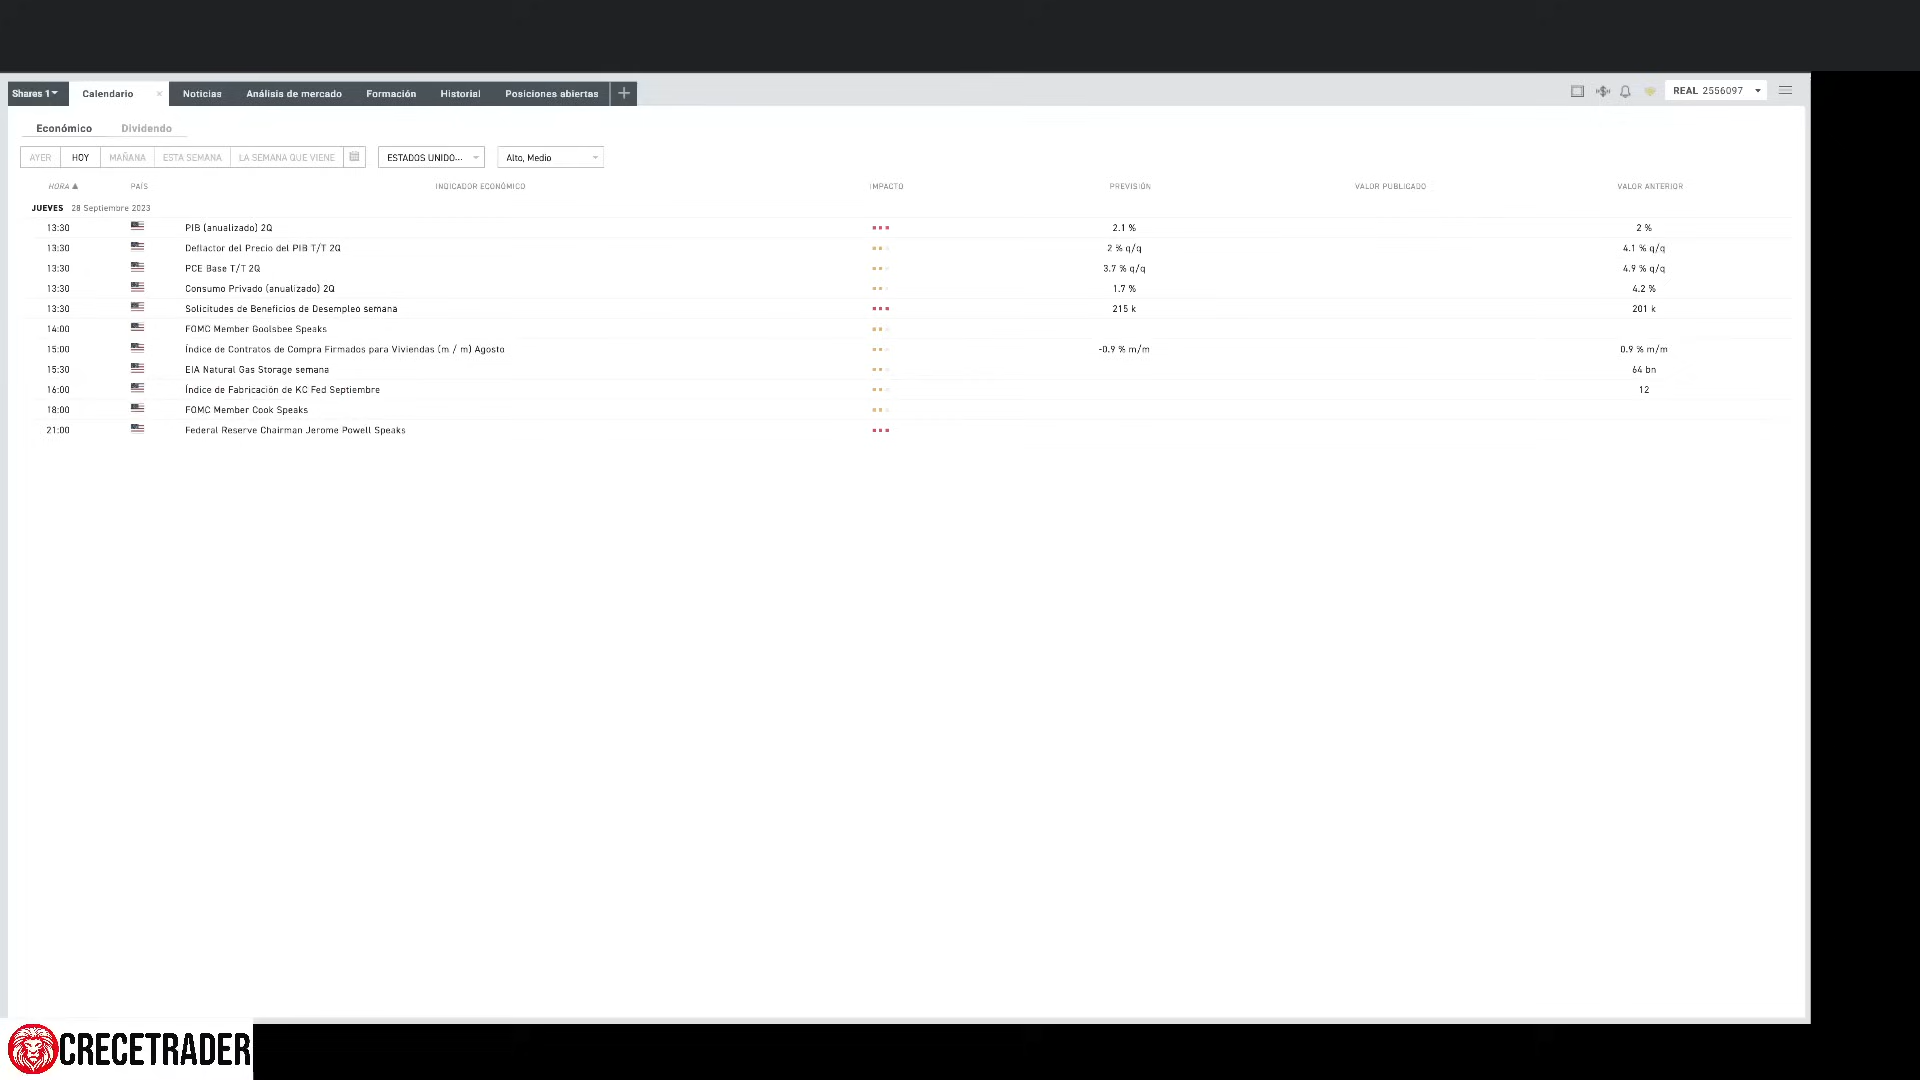 Shares 1 Calendario × Noticias Análisis de mercado Formación Historial Posiciones abiertas + REAL 2556097
Económico Dividendo
AYER HOY MAÑANA ESTA SEMANA LA SEMANA QUE VIENE ESTADOS UNIDO... Alto, Medio
HORA ▲ PAÍS INDICADOR ECONÓMICO IMPACTO PREVISIÓN VALOR PUBLICADO VALOR ANTERIOR
JUEVES 28 Septiembre 2023
13:30 PIB (anualizado) 2Q 2.1 % 2 %
13:30 Deflactor del Precio del PIB T/T 2Q 2 % q/q 4.1 % q/q
13:30 PCE Base T/T 2Q 3.7 % q/q 4.9 % q/q
13:30 Consumo Privado (anualizado) 2Q 1.7 % 4.2 %
13:30 Solicitudes de Beneficios de Desempleo semana 215 k 201 k
14:00 FOMC Member Goolsbee Speaks
15:00 Índice de Contratos de Compra Firmados para Viviendas (m / m) Agosto -0.9 % m/m 0.9 % m/m
15:30 EIA Natural Gas Storage semana 64 bn
16:00 Índice de Fabricación de KC Fed Septiembre 12
18:00 FOMC Member Cook Speaks
21:00 Federal Reserve Chairman Jerome Powell Speaks
CRECETRADER